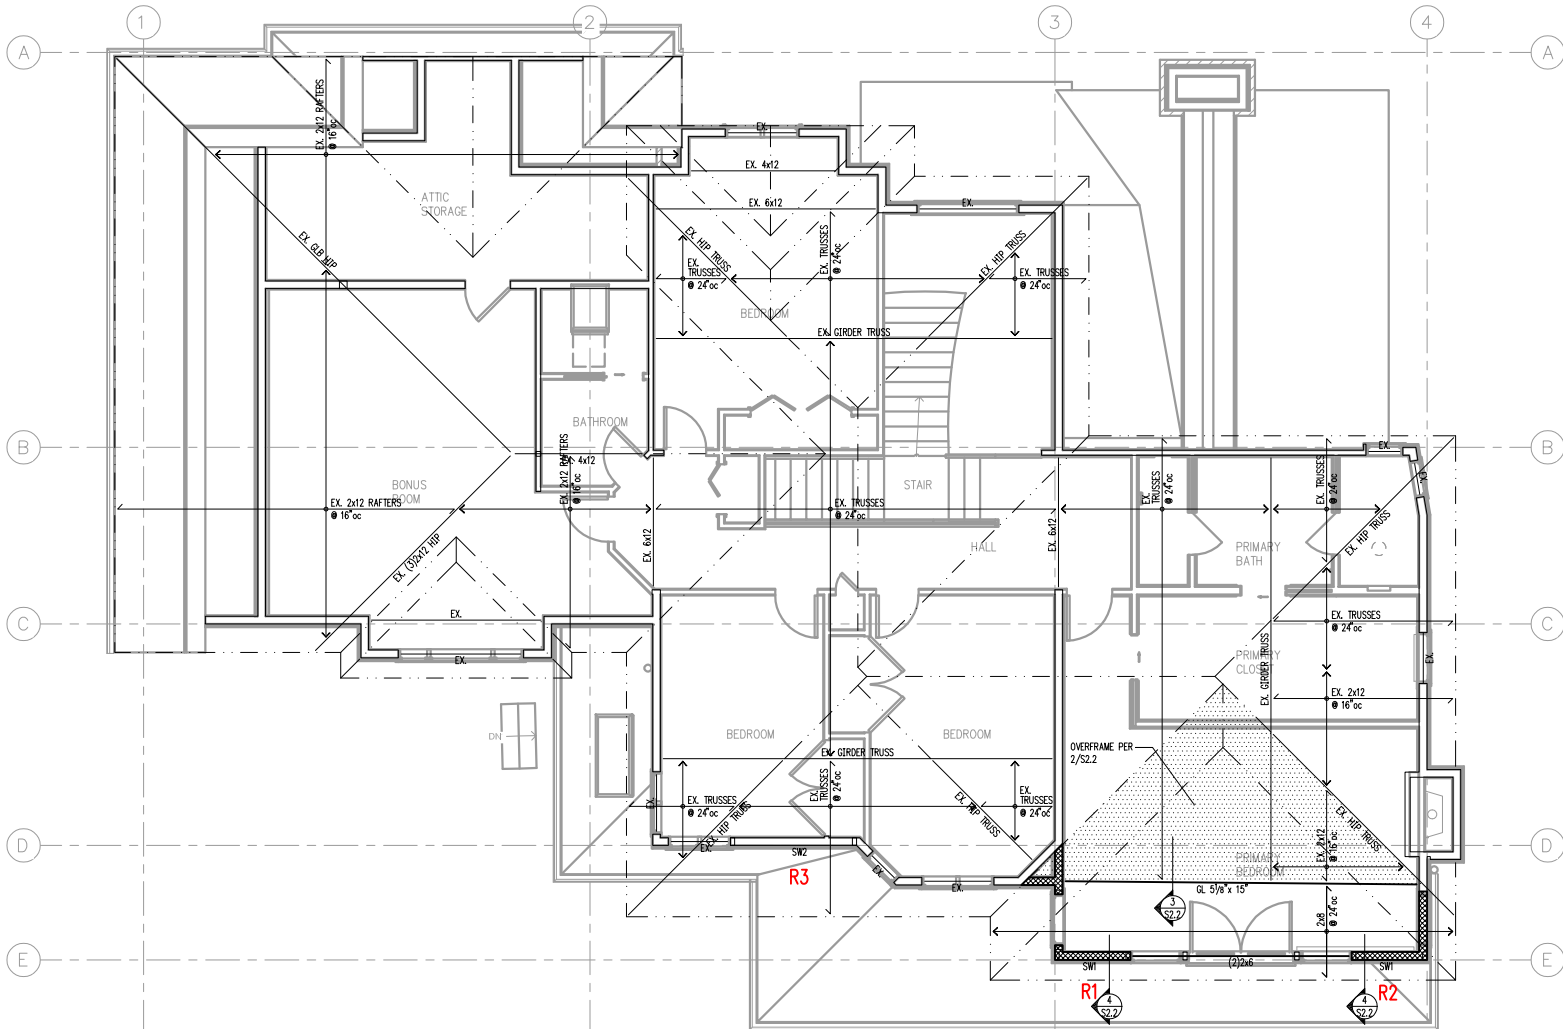 1
2
3
4
A
A
EX. 2x12 RAFTERS
@ 16"oc
EX.
EX. 4x12
EX. 6x12
EX.
ATTIC
STORAGE
EX. GLB HIP
EX. HIP TRUSS
EX.
TRUSSES
@ 24"oc
EX. TRUSSES
@ 24"oc
EX. HIP TRUSS
EX. TRUSSES
@ 24"oc
BEDROOM
EX. GIRDER TRUSS
BATHROOM
B
B
EX. 4x12
EX. 2x12 RAFTERS
@ 16"oc
EX.
EX.
BONUS
ROOM
EX. 2x12 RAFTERS
@ 16"oc
STAIR
EX. TRUSSES
@ 24"oc
EX.
TRUSSES
@ 24"oc
EX. TRUSSES
@ 24"oc
EX. 6x12
EX. 6x12
HALL
EX. HIP TRUSS
PRIMARY
BATH
EX. (3)2x12 HIP
EX.
C
C
EX. TRUSSES
@ 24"oc
EX.
EX.
PRIMARY
CLOSET
EX. GIRDER TRUSS
EX. 2x12
@ 16"oc
DN
BEDROOM
BEDROOM
EX. GIRDER TRUSS
OVERFRAME PER
2/S2.2
EX. TRUSSES
@ 24"oc
EX.
TRUSSES
@ 24"oc
EX.
TRUSSES
@ 24"oc
EX.
EX. HIP TRUSS
EX. HIP TRUSS
EX. HIP TRUSS
EX. 2x12
@ 16"oc
D
D
EX.
SW2
R3
EX.
EX.
PRIMARY
BEDROOM
GL 5 1/8" x 15"
2x8
@ 24"oc
3
S2.2
E
E
SW1
(2)2x6
SW1
R1
R2
4
S2.2
4
S2.2